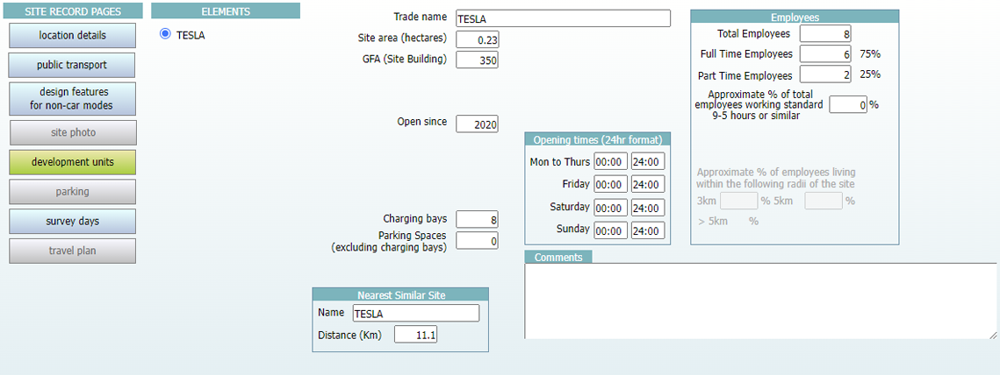 SITE RECORD PAGES
location details
public transport
design features
for non-car modes
site photo
development units
parking
survey days
travel plan
ELEMENTS
TESLA
Trade name TESLA
Site area (hectares) 0.23
GFA (Site Building) 350
Open since 2020
Charging bays 8
Parking Spaces
(excluding charging bays) 0
Nearest Similar Site
Name TESLA
Distance (Km) 11.1
Opening times (24hr format)
Mon to Thurs 00:00 24:00
Friday 00:00 24:00
Saturday 00:00 24:00
Sunday 00:00 24:00
Employees
Total Employees 8
Full Time Employees 6 75%
Part Time Employees 2 25%
Approximate % of total
employees working standard 0 %
9-5 hours or similar
Approximate % of employees living
within the following radii of the site
3km % 5km %
> 5km %
Comments